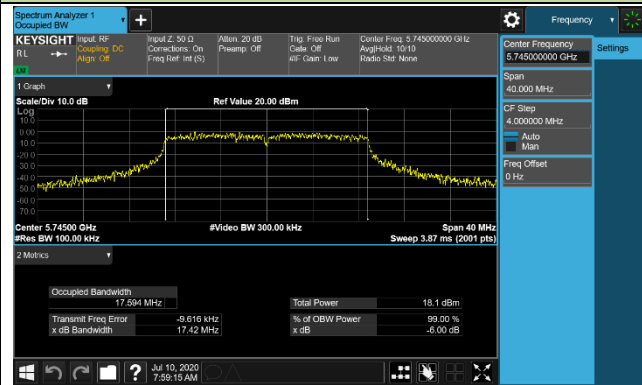 Spectrum Analyzer 1
Occupied BW
Frequency
KEYSIGHT
RL
Input: RF
Coupling: DC
Align: Off
Input Z: 50 Ω
Corrections: On
Freq Ref: Int (S)
Atten: 20 dB
Preamp: Off
Trig: Free Run
Gate: Off
#IF Gain: Low
Center Freq: 5.745000000 GHz
Avg|Hold: 10/10
Radio Std: None
Center Frequency
5.745000000 GHz
Settings
Span
40.000 MHz
CF Step
4.000000 MHz
Auto
Man
Freq Offset
0 Hz
1 Graph
Scale/Div 10.0 dB
Ref Value 20.00 dBm
Log
10.0
0.00
-10.0
-20.0
-30.0
-40.0
-50.0
-60.0
-70.0
Center 5.74500 GHz
#Video BW 300.00 kHz
Span 40 MHz
#Res BW 100.00 kHz
Sweep 3.87 ms (2001 pts)
2 Metrics
Occupied Bandwidth
17.594 MHz
Total Power 18.1 dBm
Transmit Freq Error -9.616 kHz
% of OBW Power 99.00 %
x dB Bandwidth 17.42 MHz
x dB -6.00 dB
Jul 10, 2020
7:59:15 AM